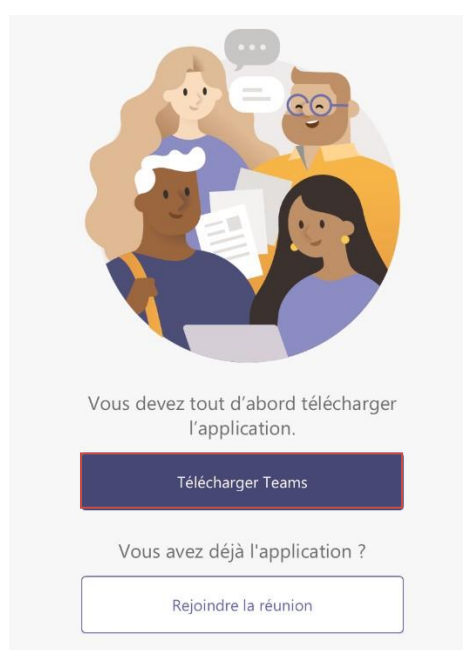 Vous devez tout d’abord télécharger
l’application.
Télécharger Teams
Vous avez déjà l'application ?
Rejoindre la réunion